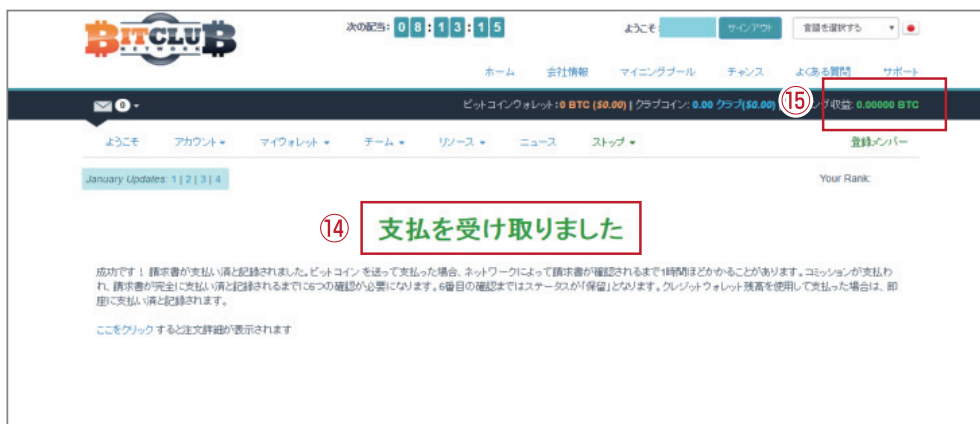 BITCLUB
NETWORK
次の配当: 08:13:15
ようこそ
サインアウト
言語を選択する
ホーム 会社情報 マイニングプール チャンス よくある質問 サポート
0
ビットコインウォレット: 0 BTC ($0.00) | クラブコイン: 0.00 クラブ($0.00)
⑮
グ収益: 0.00000 BTC
ようこそ アカウント マイウォレット チーム リソース ニュース ストップ 登録メンバー
January Updates: 1 | 2 | 3 | 4
Your Rank:
⑭
支払を受け取りました
成功です！ 請求書が支払い済と記録されました。ビットコイン を送って支払った場合、ネットワークによって請求書が確認されるまで1時間ほどかかることがあります。コミッションが支払わ
れ、請求書が完全に支払い済と記録されるまでに6つの確認が必要になります。6番目の確認まではステータスが「保留」となります。クレジットウォレット残高を使用して支払った場合は、即
座に支払い済と記録されます。
ここをクリック すると注文詳細が表示されます